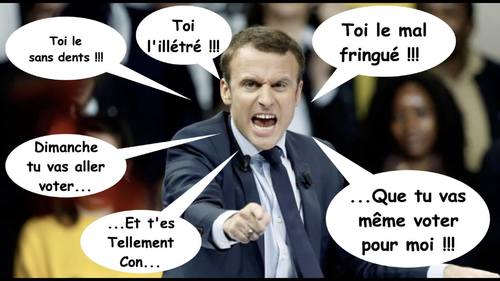 Toi le
sans dents !!!
Toi
l'illétré !!!
Toi le mal
fringué !!!
Dimanche
tu vas aller
voter...
...Et t'es
Tellement
Con...
...Que tu vas
même voter
pour moi !!!